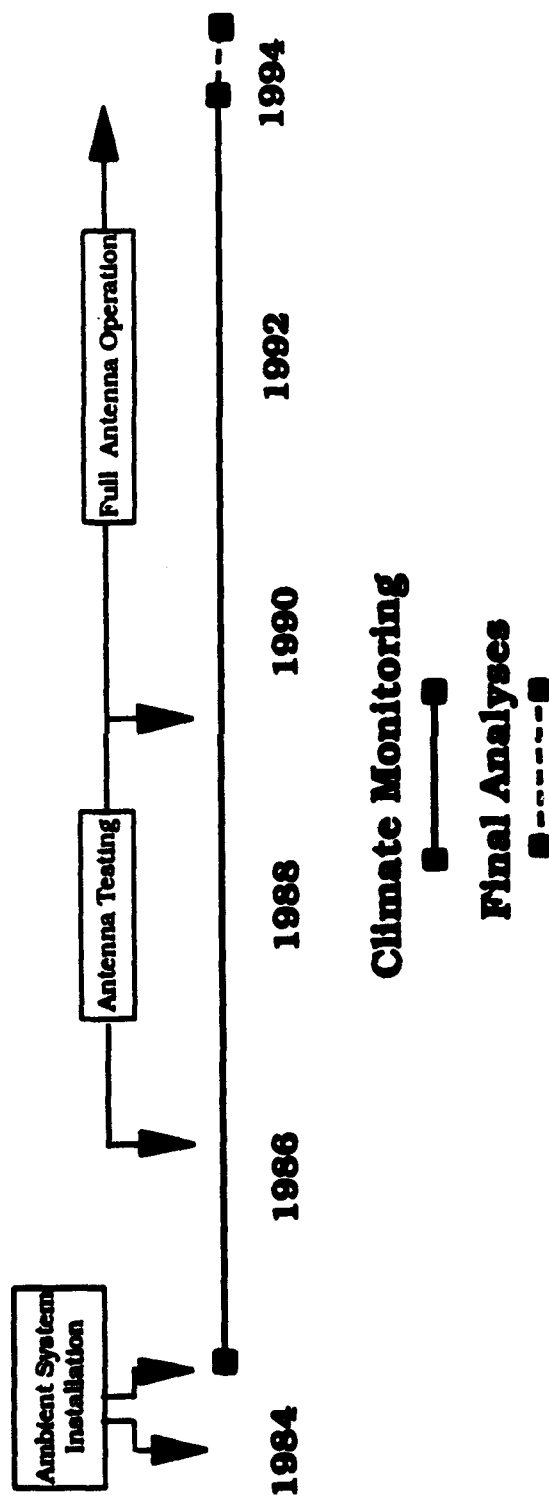 Ambient System
Installation
Antenna Testing
Full Antenna Operation
1984
1986
1988
1990
1992
1994
Climate Monitoring
Final Analyses